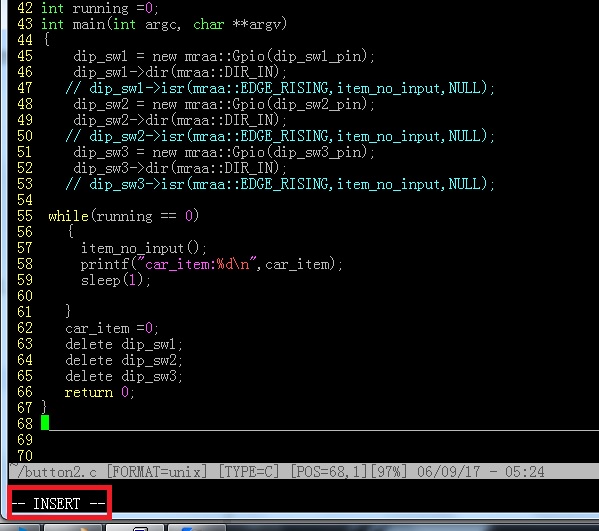 42 int running =0;
43 int main(int argc, char **argv)
44 {
45     dip_sw1 = new mraa::Gpio(dip_sw1_pin);
46     dip_sw1->dir(mraa::DIR_IN);
47    // dip_sw1->isr(mraa::EDGE_RISING,item_no_input,NULL);
48     dip_sw2 = new mraa::Gpio(dip_sw2_pin);
49     dip_sw2->dir(mraa::DIR_IN);
50    // dip_sw2->isr(mraa::EDGE_RISING,item_no_input,NULL);
51     dip_sw3 = new mraa::Gpio(dip_sw3_pin);
52     dip_sw3->dir(mraa::DIR_IN);
53    // dip_sw3->isr(mraa::EDGE_RISING,item_no_input,NULL);
54
55  while(running == 0)
56    {
57      item_no_input();
58      printf("car_item:%d\n",car_item);
59      sleep(1);
60
61    }
62    car_item =0;
63    delete dip_sw1;
64    delete dip_sw2;
65    delete dip_sw3;
66    return 0;
67 }
68
69
70
~/button2.c [FORMAT=unix] [TYPE=C] [POS=68,1][97%] 06/09/17 - 05:24
-- INSERT --